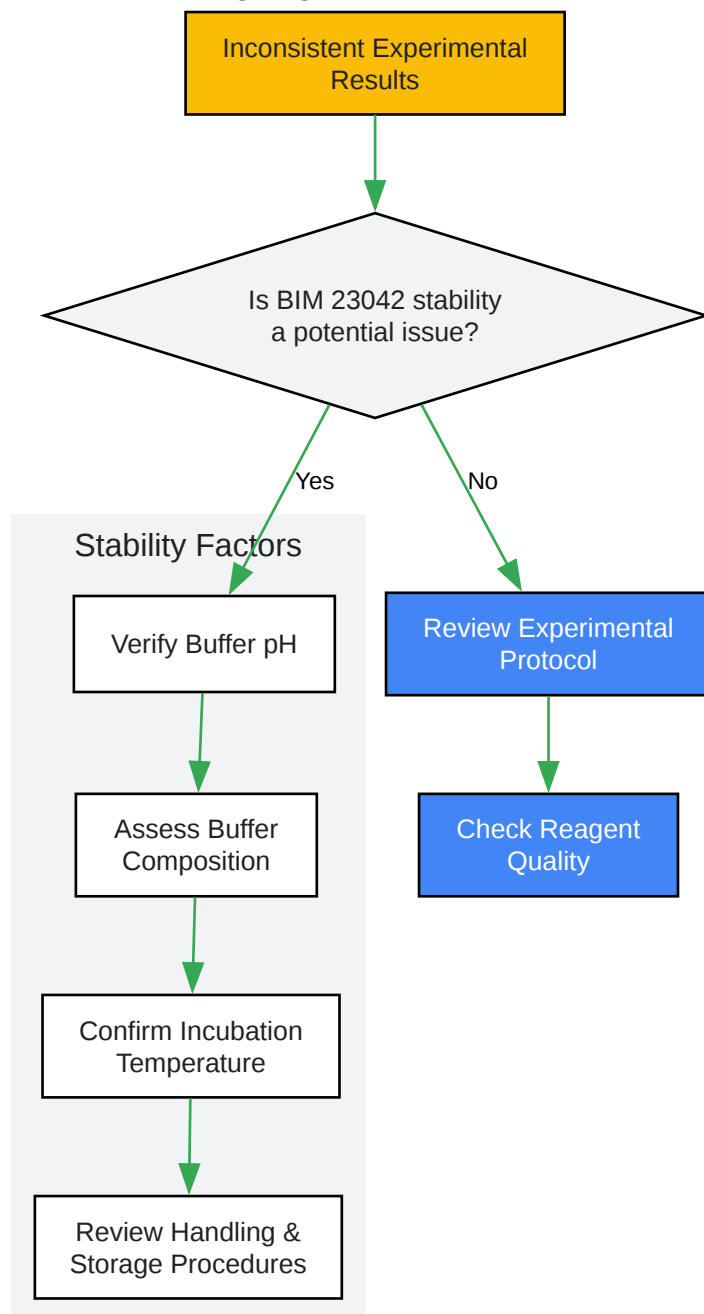 Inconsistent Experimental
Results
Is BIM 23042 stability
a potential issue?
Yes
No
Stability Factors
Verify Buffer pH
Review Experimental
Protocol
Assess Buffer
Composition
Check Reagent
Quality
Confirm Incubation
Temperature
Review Handling &
Storage Procedures